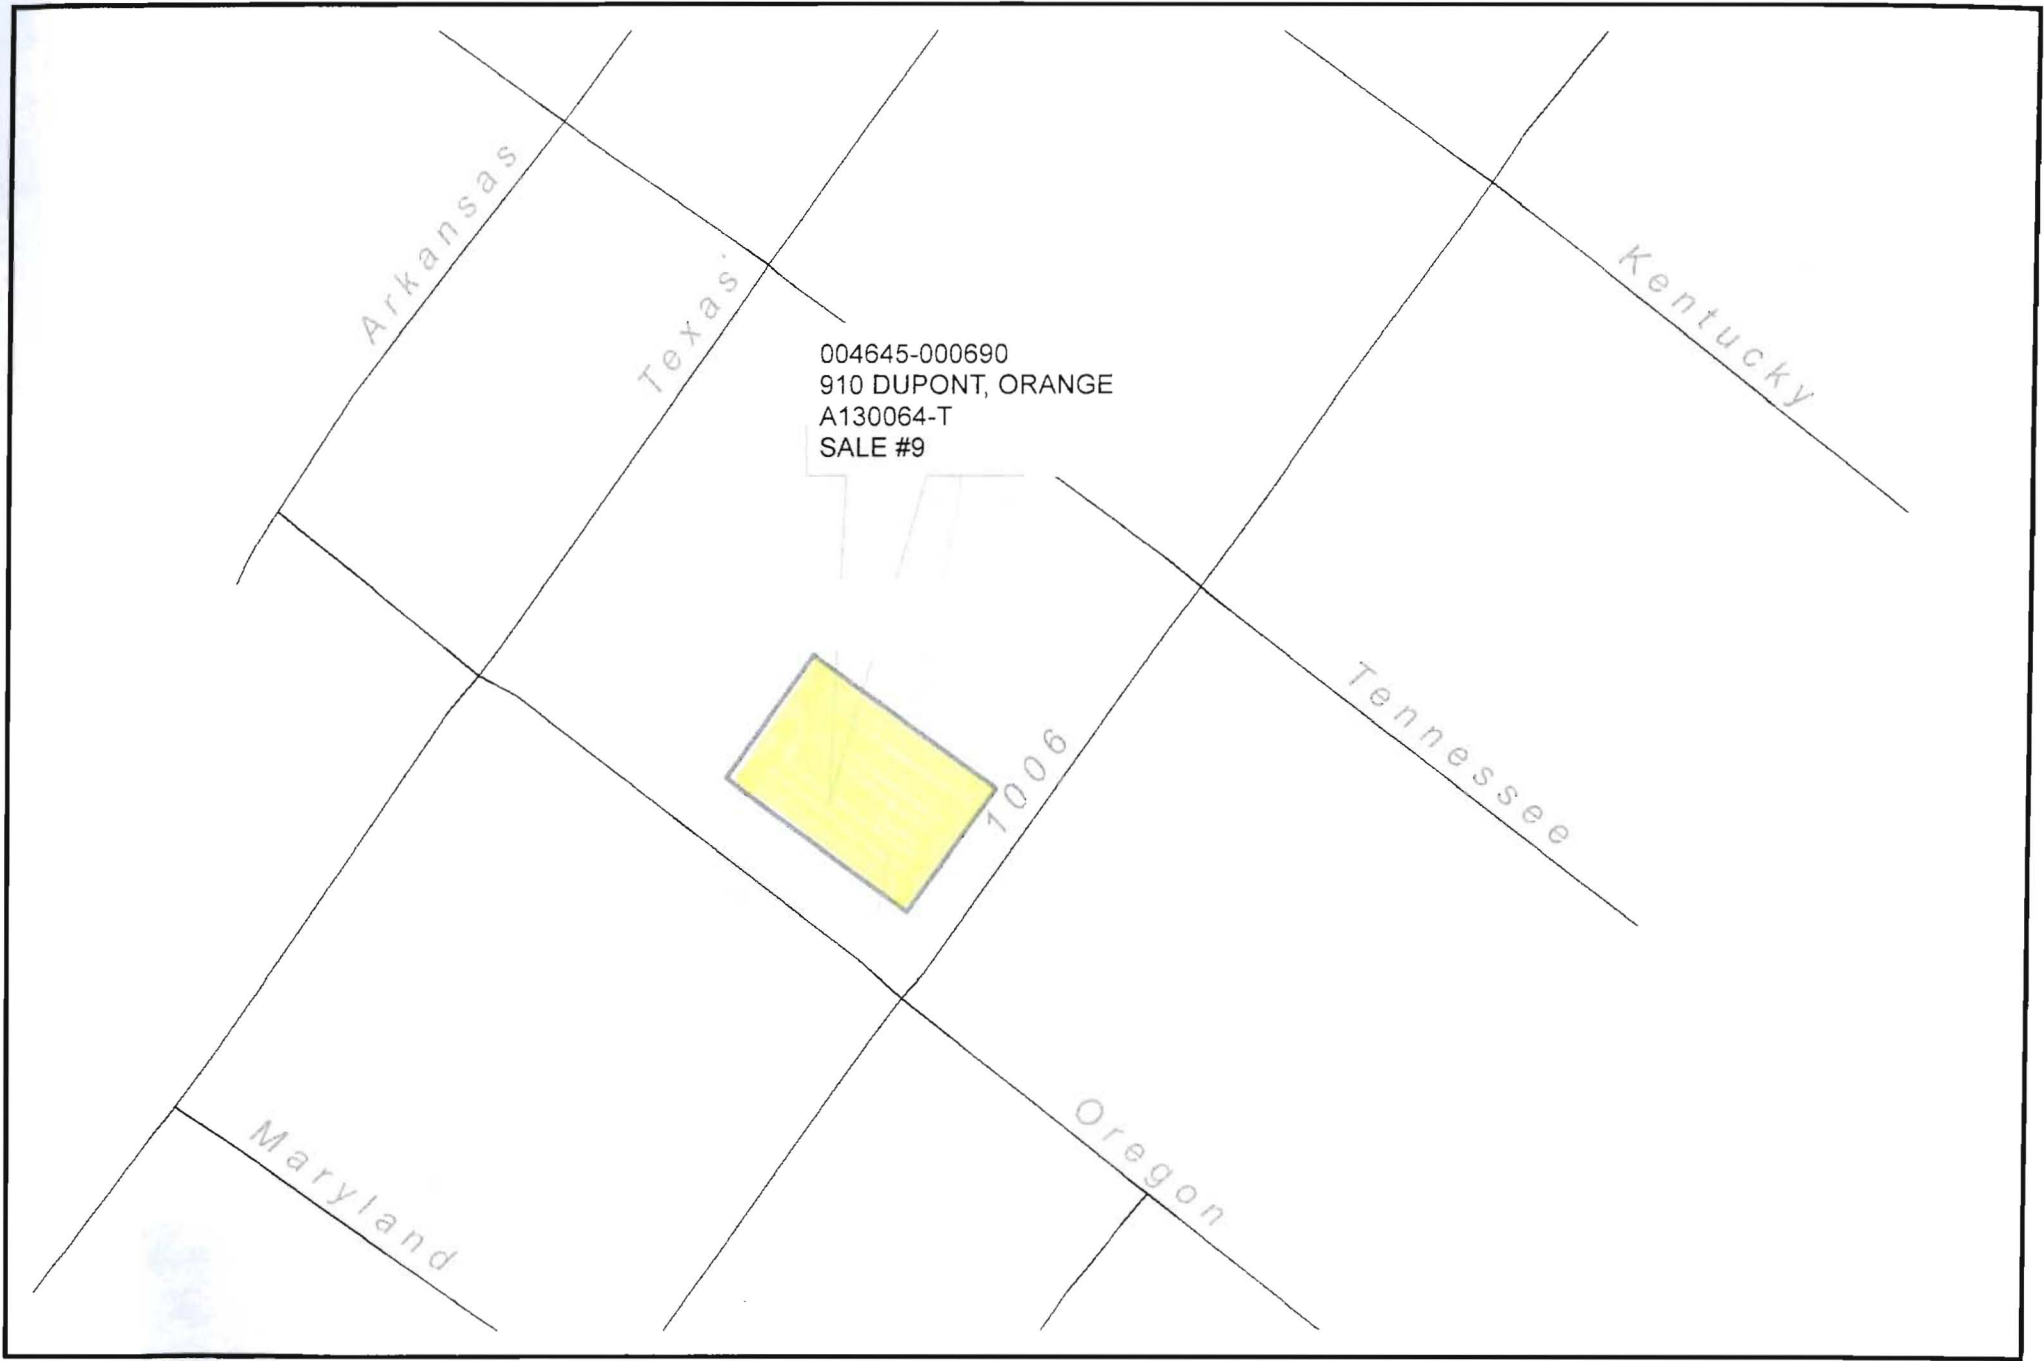 Arkansas
Texas
Kentucky
004645-000690
910 DUPONT, ORANGE
A130064-T
SALE #9
Tennessee
1006
Oregon
Maryland